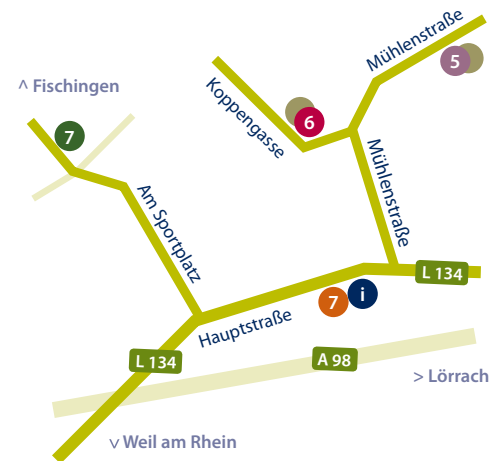 Mühlenstraße
5
^ Fischingen
Koppengasse
6
7
Mühlenstraße
Am Sportplatz
L 134
i
7
Hauptstraße
L 134
A 98
> Lörrach
v Weil am Rhein